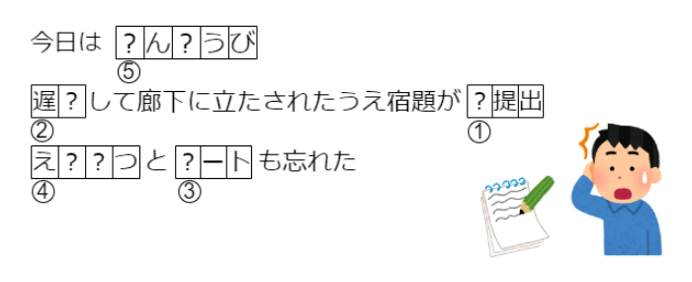 今日は ?ん?うび
⑤
遅?して廊下に立たされたうえ宿題が?提出
② ①
え??つと?ートも忘れた
④ ③